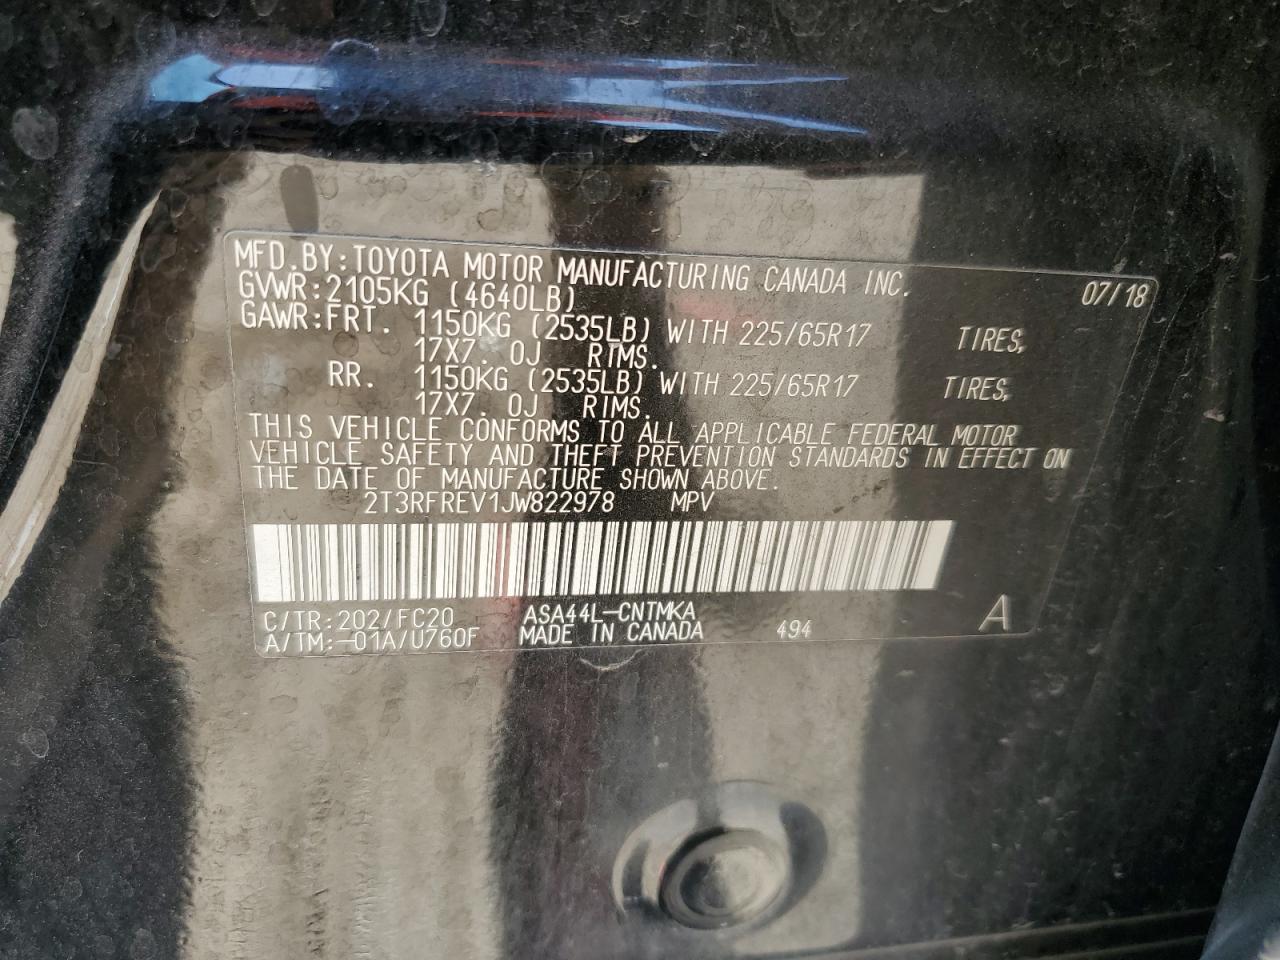 MFD.BY:TOYOTA MOTOR MANUFACTURING CANADA INC. 07/18
GVWR:2105KG (4640LB)
GAWR:FRT. 1150KG (2535LB) WITH 225/65R17 TIRES,
17X7.0J RIMS.
RR. 1150KG (2535LB) WITH 225/65R17 TIRES,
17X7.0J RIMS.
THIS VEHICLE CONFORMS TO ALL APPLICABLE FEDERAL MOTOR
VEHICLE SAFETY AND THEFT PREVENTION STANDARDS IN EFFECT ON
THE DATE OF MANUFACTURE SHOWN ABOVE.
2T3RFREV1JW822978 MPV
C/TR:202/FC20 ASA44L-CNTMKA A
A/TM:-01A/U760F MADE IN CANADA 494